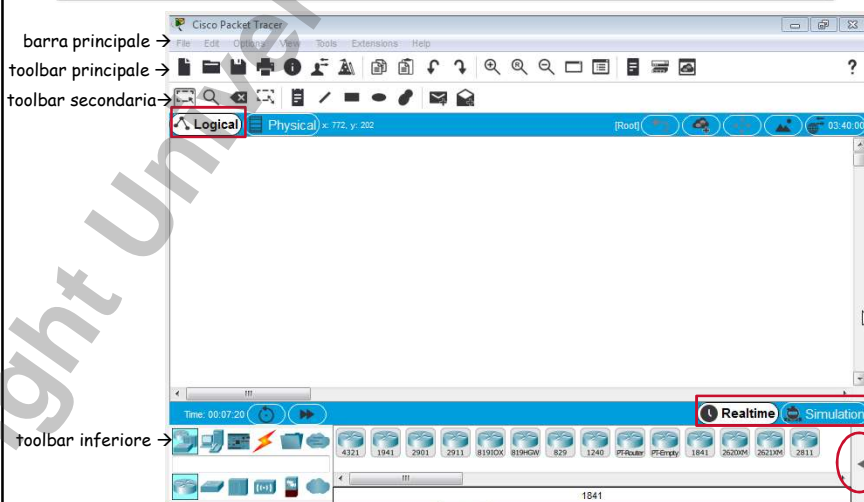 Cisco Packet Tracer
barra principale
File Edit Options View Tools Extensions Help
toolbar principale
?
toolbar secondaria
Logical Physical x: 772, y: 202 [Root] 03:40:00
Time: 00:07:20 Realtime Simulation
toolbar inferiore
4321 1941 2901 2911 819IOX 819HGW 829 1240 PT-Router PT-Empty 1841 2620XM 2621XM 2811
1841
ight Univer